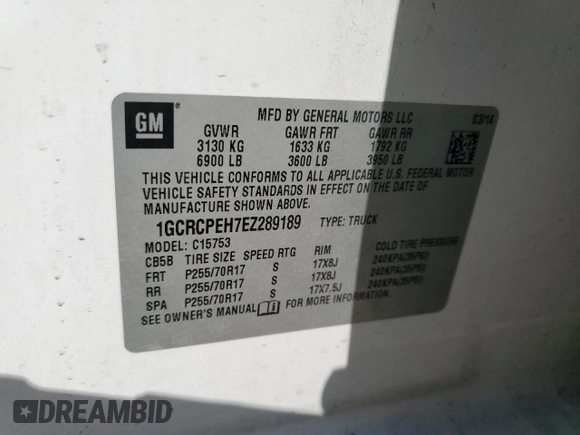 GM ®
MFD BY GENERAL MOTORS LLC 03/14
GVWR GAWR FRT GAWR RR
3130 KG 1633 KG 1792 KG
6900 LB 3600 LB 3950 LB
THIS VEHICLE CONFORMS TO ALL APPLICABLE U.S. FEDERAL MOTOR
VEHICLE SAFETY STANDARDS IN EFFECT ON THE DATE OF
MANUFACTURE SHOWN ABOVE.
1GCRCPEH7EZ289189 TYPE: TRUCK
MODEL: C15753
CB5B TIRE SIZE SPEED RTG RIM COLD TIRE PRESSURE
FRT P255/70R17 S 17X8J 240KPA(35PSI)
RR P255/70R17 S 17X8J 240KPA(35PSI)
SPA P255/70R17 S 17X7.5J 240KPA(35PSI)
SEE OWNER'S MANUAL FOR MORE INFORMATION
DREAMBID